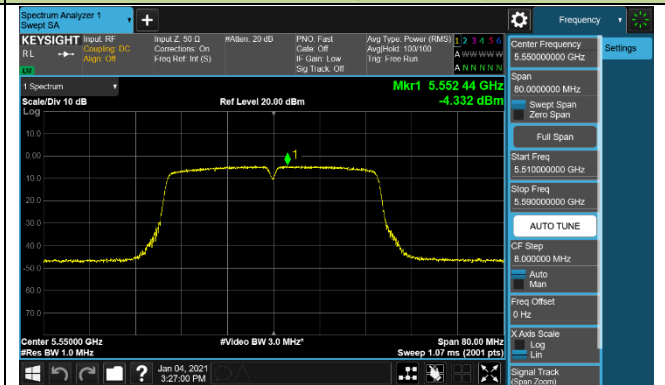 Spectrum Analyzer 1
Swept SA
+
Frequency
KEYSIGHT
RL
LW
Input: RF
Coupling: DC
Align: Off
Input Z: 50 Ω
Corrections: On
Freq Ref: Int (S)
#Atten: 20 dB
PNO: Fast
Gate: Off
IF Gain: Low
Sig Track: Off
Avg Type: Power (RMS)
Avg|Hold: 100/100
Trig: Free Run
1 2 3 4 5 6
A W W W W W
A N N N N N
Settings
Center Frequency
5.550000000 GHz
Span
80.0000000 MHz
Swept Span
Zero Span
Full Span
Start Freq
5.510000000 GHz
Stop Freq
5.590000000 GHz
AUTO TUNE
CF Step
8.000000 MHz
Auto
Man
Freq Offset
0 Hz
X Axis Scale
Log
Lin
Signal Track
(Span Zoom)
1 Spectrum
Scale/Div 10 dB
Log
Ref Level 20.00 dBm
Mkr1 5.552 44 GHz
-4.332 dBm
10.0
0.00
10.0
20.0
30.0
40.0
50.0
60.0
70.0
1
Center 5.55000 GHz
#Res BW 1.0 MHz
#Video BW 3.0 MHz*
Span 80.00 MHz
Sweep 1.07 ms (2001 pts)
?
Jan 04, 2021
3:27:00 PM